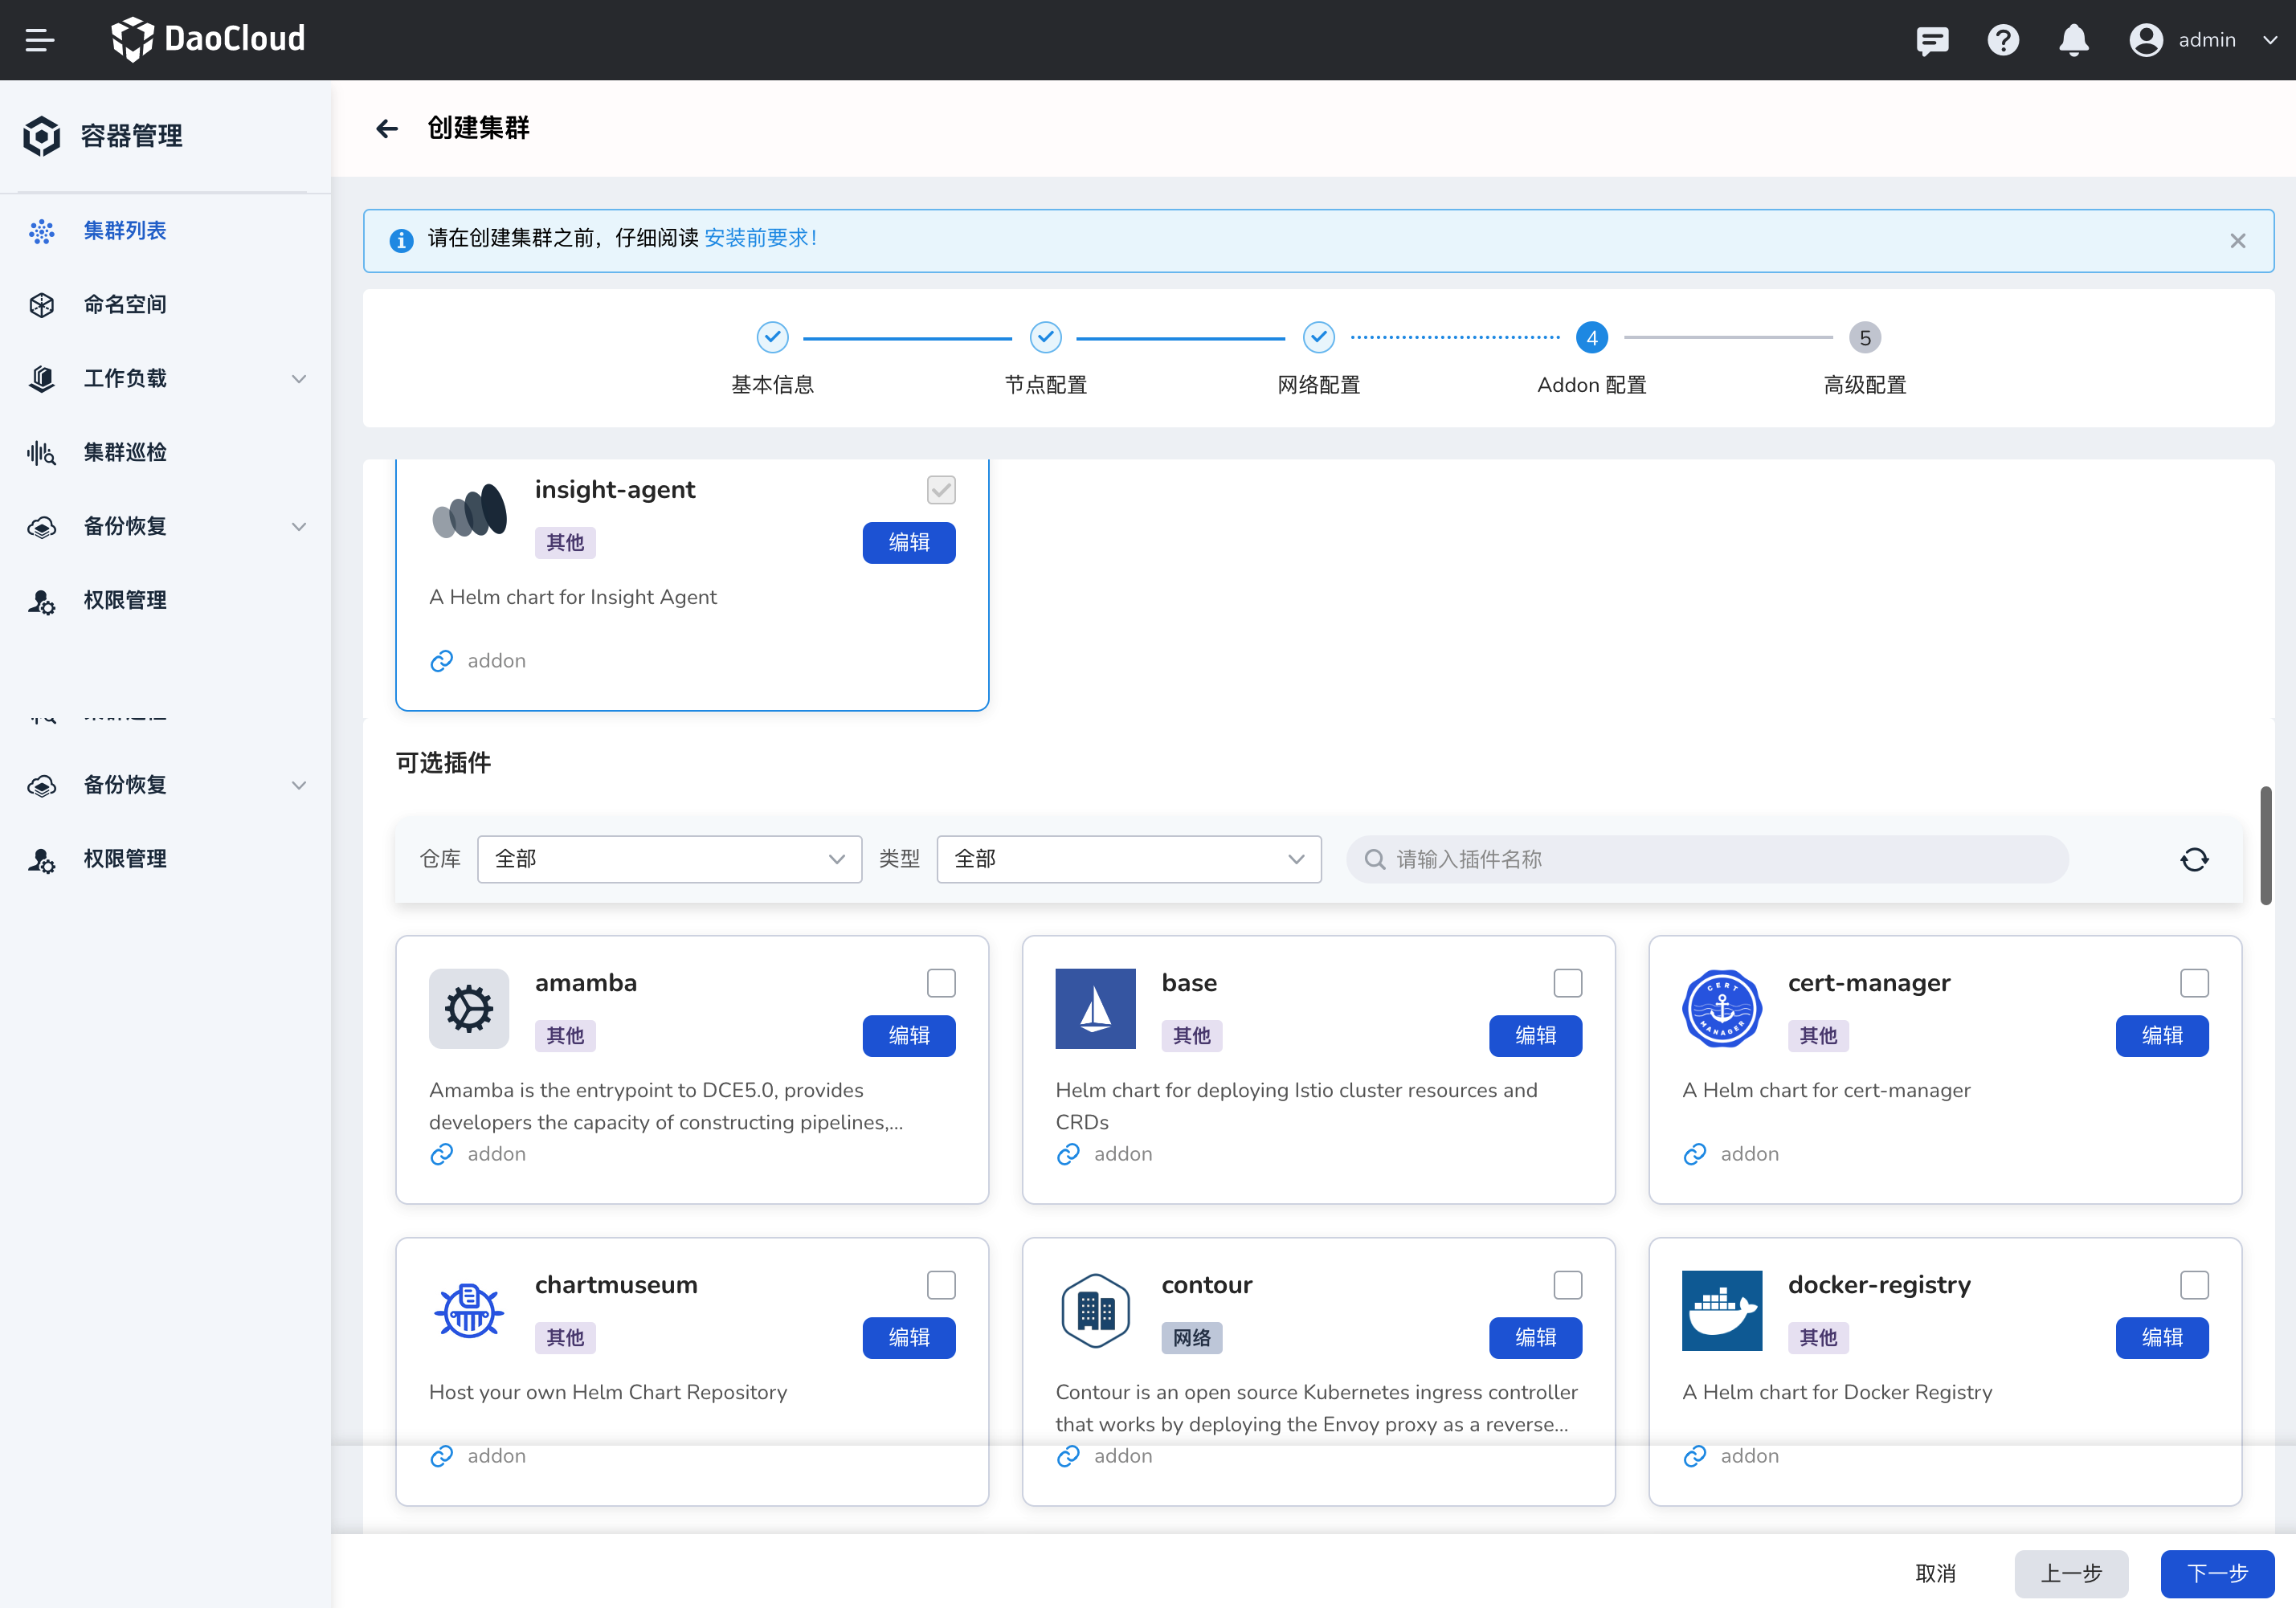 DaoCloud
admin
容器管理
集群列表
命名空间
工作负载
集群巡检
备份恢复
权限管理
备份恢复
权限管理
创建集群
请在创建集群之前，仔细阅读 安装前要求！
基本信息
节点配置
网络配置
4
Addon 配置
5
高级配置
insight-agent
其他
编辑
A Helm chart for Insight Agent
addon
可选插件
仓库
全部
类型
全部
请输入插件名称
amamba
其他
编辑
Amamba is the entrypoint to DCE5.0, provides
developers the capacity of constructing pipelines,...
addon
base
其他
编辑
Helm chart for deploying Istio cluster resources and
CRDs
addon
CERT
MANAGER
cert-manager
其他
编辑
A Helm chart for cert-manager
addon
chartmuseum
其他
编辑
Host your own Helm Chart Repository
addon
contour
网络
编辑
Contour is an open source Kubernetes ingress controller
that works by deploying the Envoy proxy as a reverse...
addon
docker-registry
其他
编辑
A Helm chart for Docker Registry
addon
取消
上一步
下一步